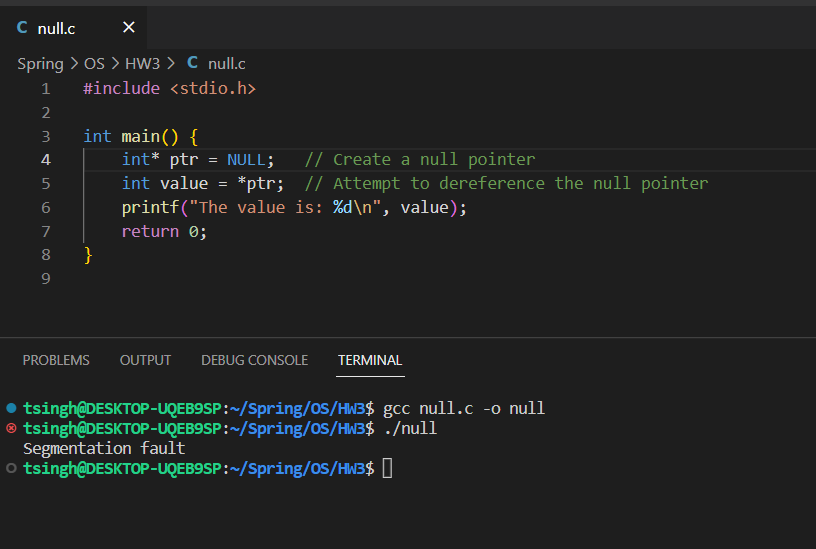 C null.c ×
Spring > OS > HW3 > C null.c
1 #include <stdio.h>
2
3 int main() {
4     int* ptr = NULL;   // Create a null pointer
5     int value = *ptr;  // Attempt to dereference the null pointer
6     printf("The value is: %d\n", value);
7     return 0;
8 }
9
PROBLEMS OUTPUT DEBUG CONSOLE TERMINAL
tsingh@DESKTOP-UQEB9SP:~/Spring/OS/HW3$ gcc null.c -o null
tsingh@DESKTOP-UQEB9SP:~/Spring/OS/HW3$ ./null
Segmentation fault
tsingh@DESKTOP-UQEB9SP:~/Spring/OS/HW3$